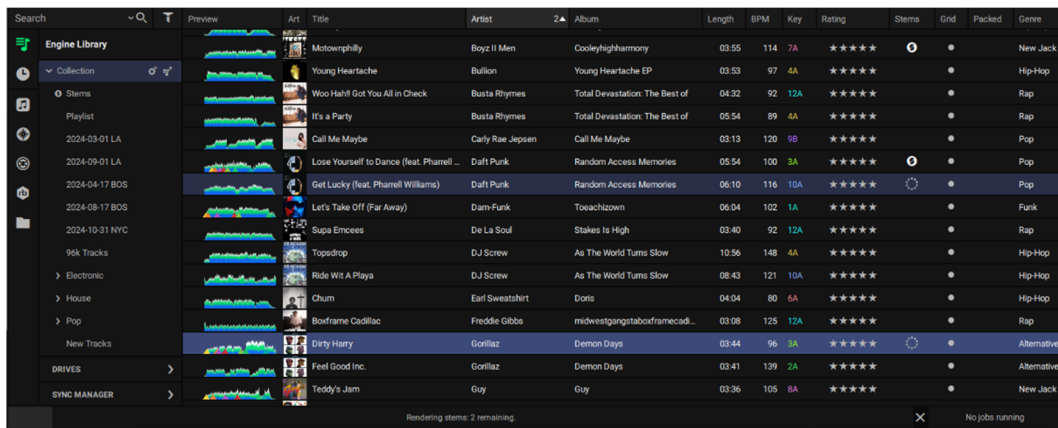 Search Preview Art Title Artist 2 Album Length BPM Key Rating Stems Grid Packed Genre
Engine Library
Collection
Stems
Playlist
2024-03-01 LA
2024-09-01 LA
2024-04-17 BOS
2024-08-17 BOS
2024-10-31 NYC
96k Tracks
Electronic
House
Pop
New Tracks
DRIVES
SYNC MANAGER
Motownphilly Boyz II Men Cooleyhighharmony 03:55 114 7A New Jack
Young Heartache Bullion Young Heartache EP 03:53 97 4A Hip-Hop
Woo Hah!! Got You All in Check Busta Rhymes Total Devastation: The Best of 04:32 92 12A Rap
It's a Party Busta Rhymes Total Devastation: The Best of 05:54 89 4A Rap
Call Me Maybe Carly Rae Jepsen Call Me Maybe 03:13 120 9B Pop
Lose Yourself to Dance (feat. Pharrell ... Daft Punk Random Access Memories 05:54 100 3A Pop
Get Lucky (feat. Pharrell Williams) Daft Punk Random Access Memories 06:10 116 10A Pop
Let's Take Off (Far Away) Dam-Funk Toeachizown 06:04 102 1A Funk
Supa Emcees De La Soul Stakes Is High 03:40 92 12A Rap
Topsdrop DJ Screw As The World Turns Slow 10:56 148 4A Hip-Hop
Ride Wit A Playa DJ Screw As The World Turns Slow 08:43 121 10A Hip-Hop
Chum Earl Sweatshirt Doris 04:04 80 6A Hip-Hop
Boxframe Cadillac Freddie Gibbs midwestgangstaboxframecadi... 03:08 125 12A Rap
Dirty Harry Gorillaz Demon Days 03:44 96 3A Alternative
Feel Good Inc. Gorillaz Demon Days 03:41 139 2A Alternative
Teddy's Jam Guy Guy 03:36 105 8A New Jack
Rendering stems: 2 remaining. No jobs running